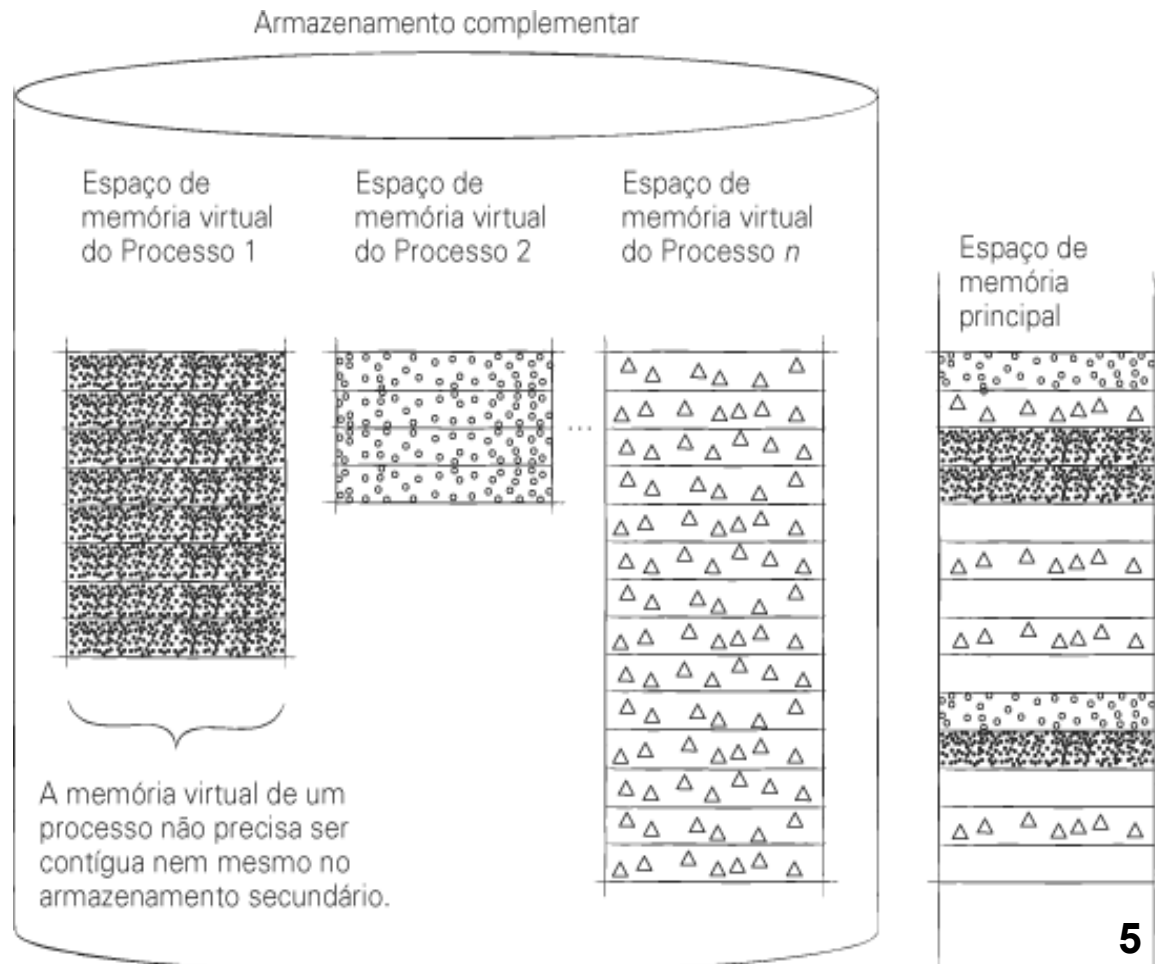 Armazenamento complementar
Espaço de
memória virtual
do Processo 1
Espaço de
memória virtual
do Processo 2
Espaço de
memória virtual
do Processo n
Espaço de
memória
principal
...
A memória virtual de um
processo não precisa ser
contígua nem mesmo no
armazenamento secundário.
5